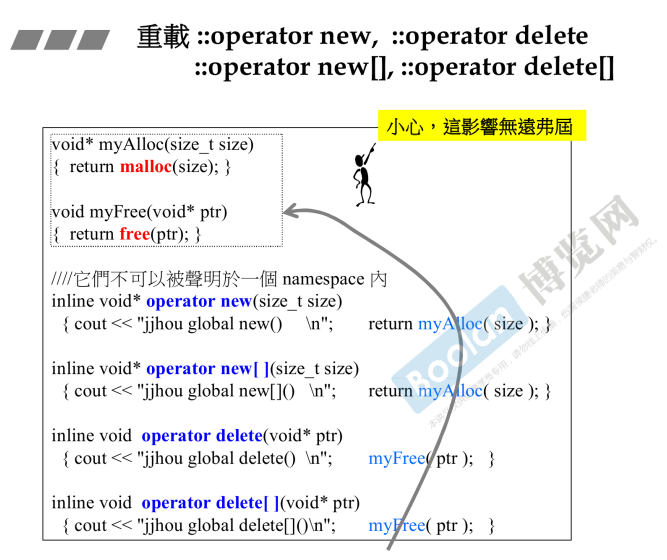 重載 ::operator new, ::operator delete
::operator new[], ::operator delete[]
小心，這影響無遠弗屆
void* myAlloc(size_t size)
{ return malloc(size); }
void myFree(void* ptr)
{ return free(ptr); }
////它們不可以被聲明於一個 namespace 內
inline void* operator new(size_t size)
{ cout << "jjhou global new() \n"; return myAlloc( size ); }
inline void* operator new[ ](size_t size)
{ cout << "jjhou global new[]() \n"; return myAlloc( size ); }
inline void operator delete(void* ptr)
{ cout << "jjhou global delete() \n"; myFree( ptr ); }
inline void operator delete[ ](void* ptr)
{ cout << "jjhou global delete[]()\n"; myFree( ptr ); }
Boolan
博览网